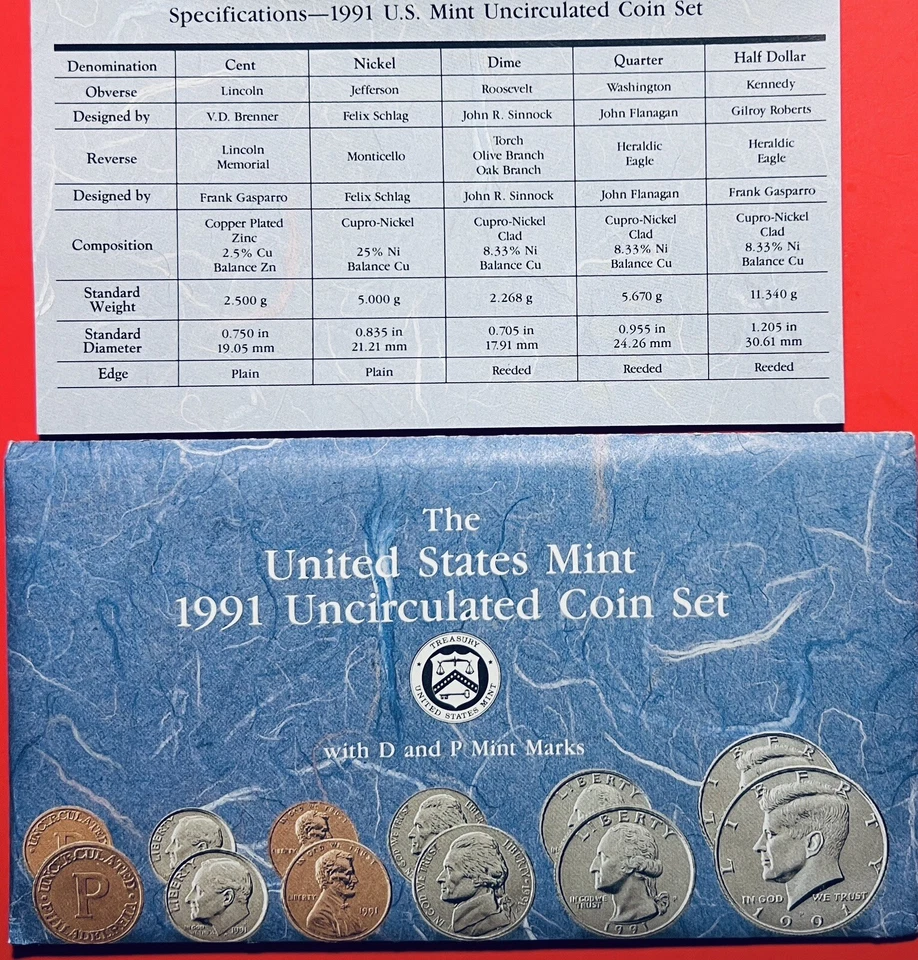 Specifications—1991 U.S. Mint Uncirculated Coin Set
Denomination Cent Nickel Dime Quarter Half Dollar
Obverse Lincoln Jefferson Roosevelt Washington Kennedy
Designed by V.D. Brenner Felix Schlag John R. Sinnock John Flanagan Gilroy Roberts
Reverse Lincoln Memorial Monticello Torch Olive Branch Oak Branch Heraldic Eagle Heraldic Eagle
Designed by Frank Gasparro Felix Schlag John R. Sinnock John Flanagan Frank Gasparro
Composition Copper Plated Zinc 2.5% Cu Balance Zn Cupro-Nickel 25% Ni Balance Cu Cupro-Nickel Clad 8.33% Ni Balance Cu Cupro-Nickel Clad 8.33% Ni Balance Cu Cupro-Nickel Clad 8.33% Ni Balance Cu
Standard Weight 2.500 g 5.000 g 2.268 g 5.670 g 11.340 g
Standard Diameter 0.750 in 19.05 mm 0.835 in 21.21 mm 0.705 in 17.91 mm 0.955 in 24.26 mm 1.205 in 30.61 mm
Edge Plain Plain Reeded Reeded Reeded
The
United States Mint
1991 Uncirculated Coin Set
TREASURY
UNITED STATES MINT
with D and P Mint Marks
UNCIRCULATED
UNCIRCULATED
P
PHILADELPHIA
LIBERTY
LIBERTY
1991
LIBERTY
LIBERTY
1991
IN GOD WE TRUST
LIBERTY
1991
LIBERTY
LIBERTY
IN GOD WE TRUST
1991
LIBERTY
IN GOD WE TRUST
1991